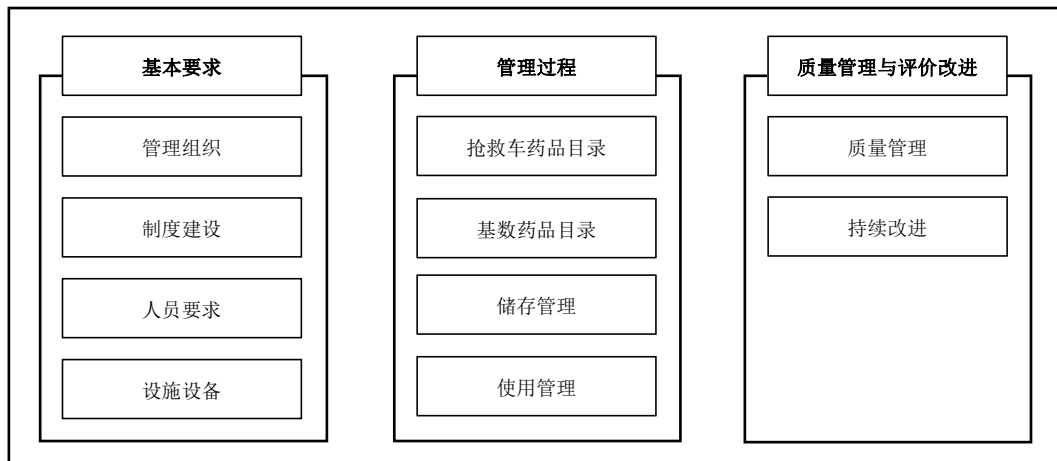 基本要求
管理组织
制度建设
人员要求
设施设备
管理过程
抢救车药品目录
基数药品目录
储存管理
使用管理
质量管理与评价改进
质量管理
持续改进